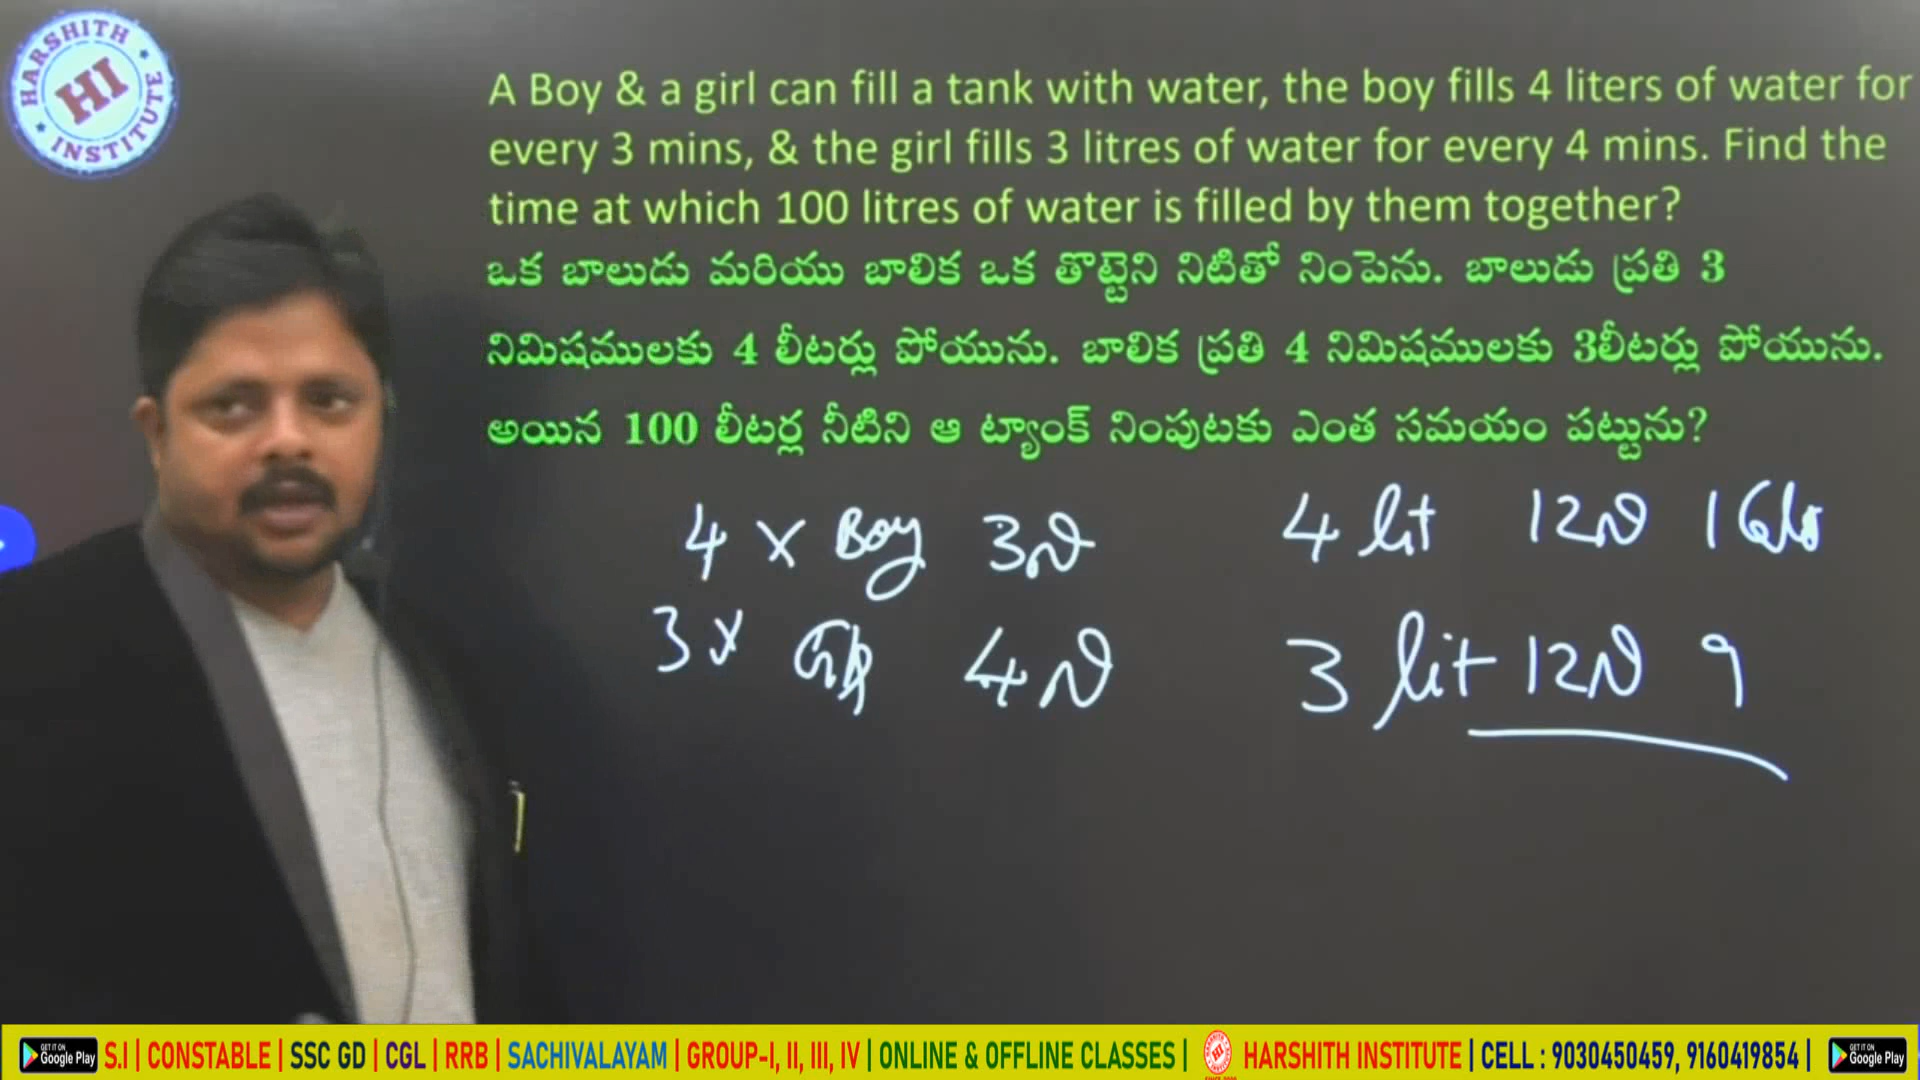 HARSHITH
HI
INSTITUTE
A Boy & a girl can fill a tank with water, the boy fills 4 liters of water for
every 3 mins, & the girl fills 3 litres of water for every 4 mins. Find the
time at which 100 litres of water is filled by them together?
ఒక బాలుడు మరియు బాలిక ఒక తొట్టెని నిటితో నింపెను. బాలుడు ప్రతి 3
నిమిషములకు 4 లీటర్లు పోయును. బాలిక ప్రతి 4 నిమిషములకు 3లీటర్లు పోయును.
అయిన 100 లీటర్ల నీటిని ఆ ట్యాంక్ నింపుటకు ఎంత సమయం పట్టును?
4 x Boy 3ని 4 lit 12ని 16
3 x 4ని 3 lit 12ని 9
GET IT ON Google Play S.I | CONSTABLE | SSC GD | CGL | RRB | SACHIVALAYAM | GROUP-I, II, III, IV | ONLINE & OFFLINE CLASSES | HARSHITH INSTITUTE | CELL : 9030450459, 9160419854 | GET IT ON Google Play